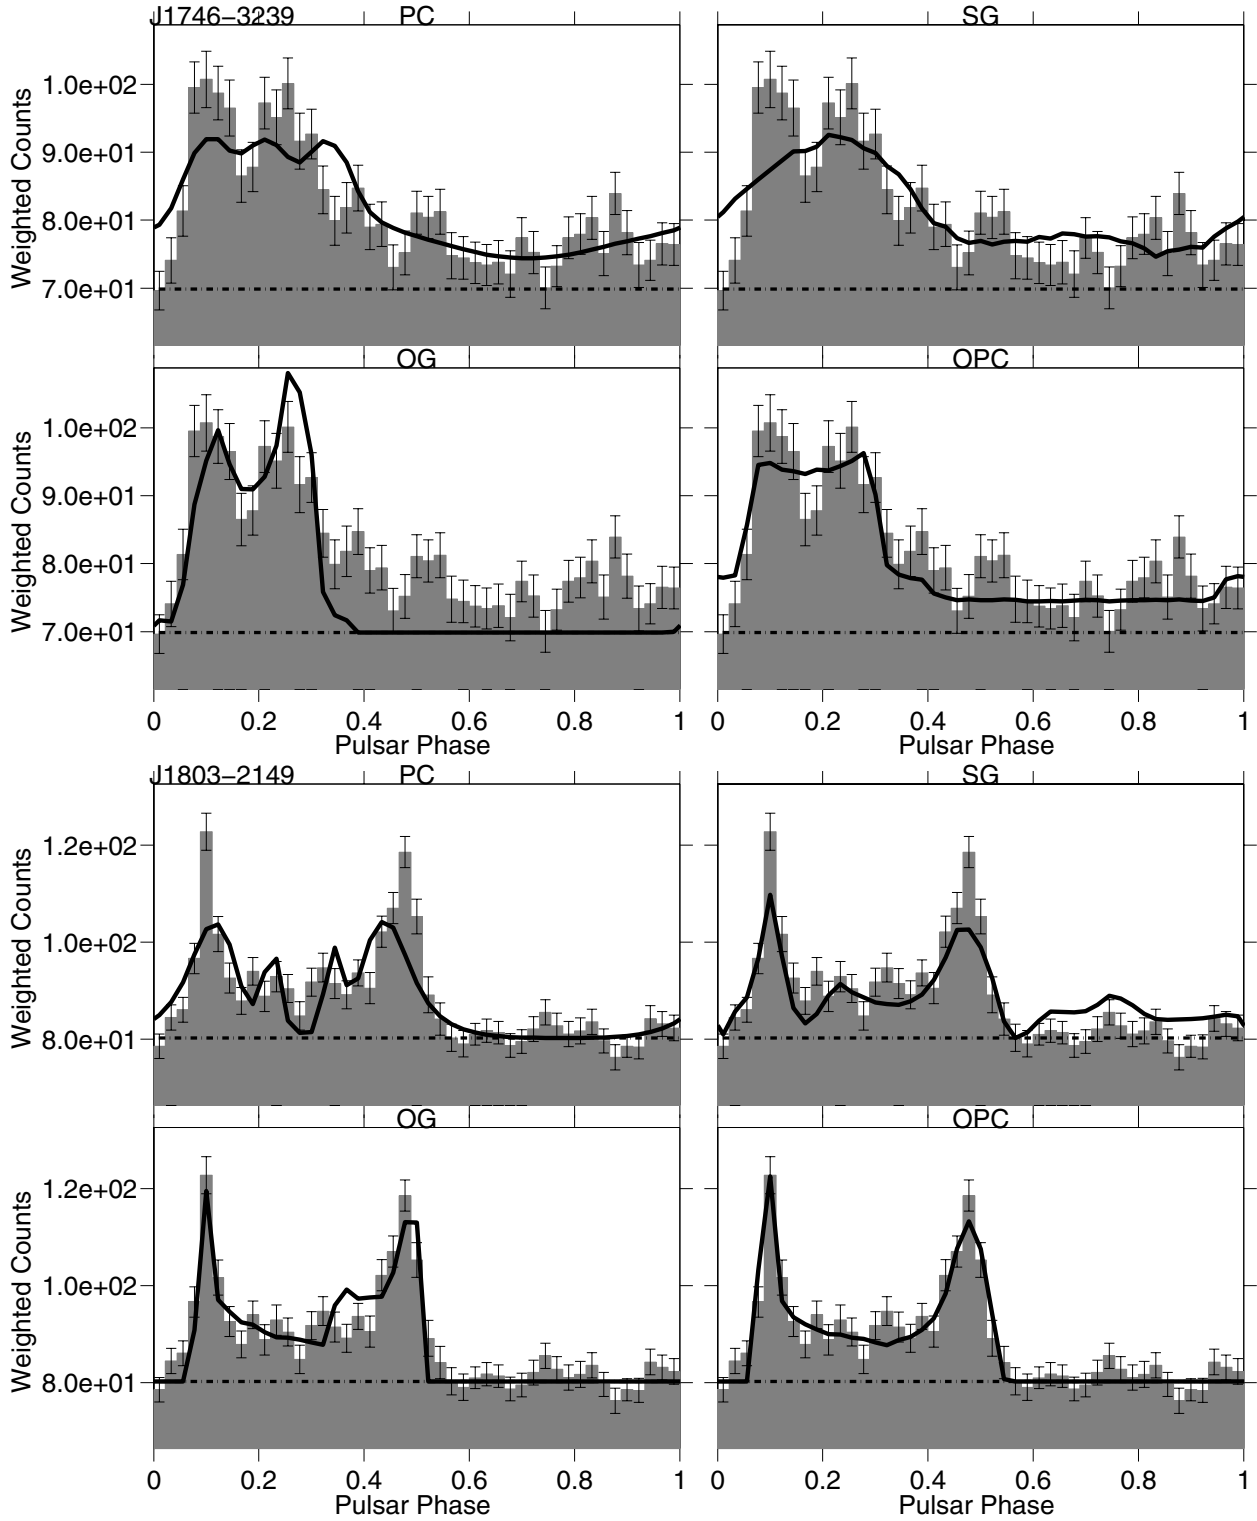 J1746−3239 PC SG
1.0e+02
9.0e+01
8.0e+01
7.0e+01
Weighted Counts
OG OPC
1.0e+02
9.0e+01
8.0e+01
7.0e+01
Weighted Counts
0 0.2 0.4 0.6 0.8 1 0 0.2 0.4 0.6 0.8 1
Pulsar Phase Pulsar Phase
J1803−2149 PC SG
1.2e+02
1.0e+02
8.0e+01
Weighted Counts
OG OPC
1.2e+02
1.0e+02
8.0e+01
Weighted Counts
0 0.2 0.4 0.6 0.8 1 0 0.2 0.4 0.6 0.8 1
Pulsar Phase Pulsar Phase